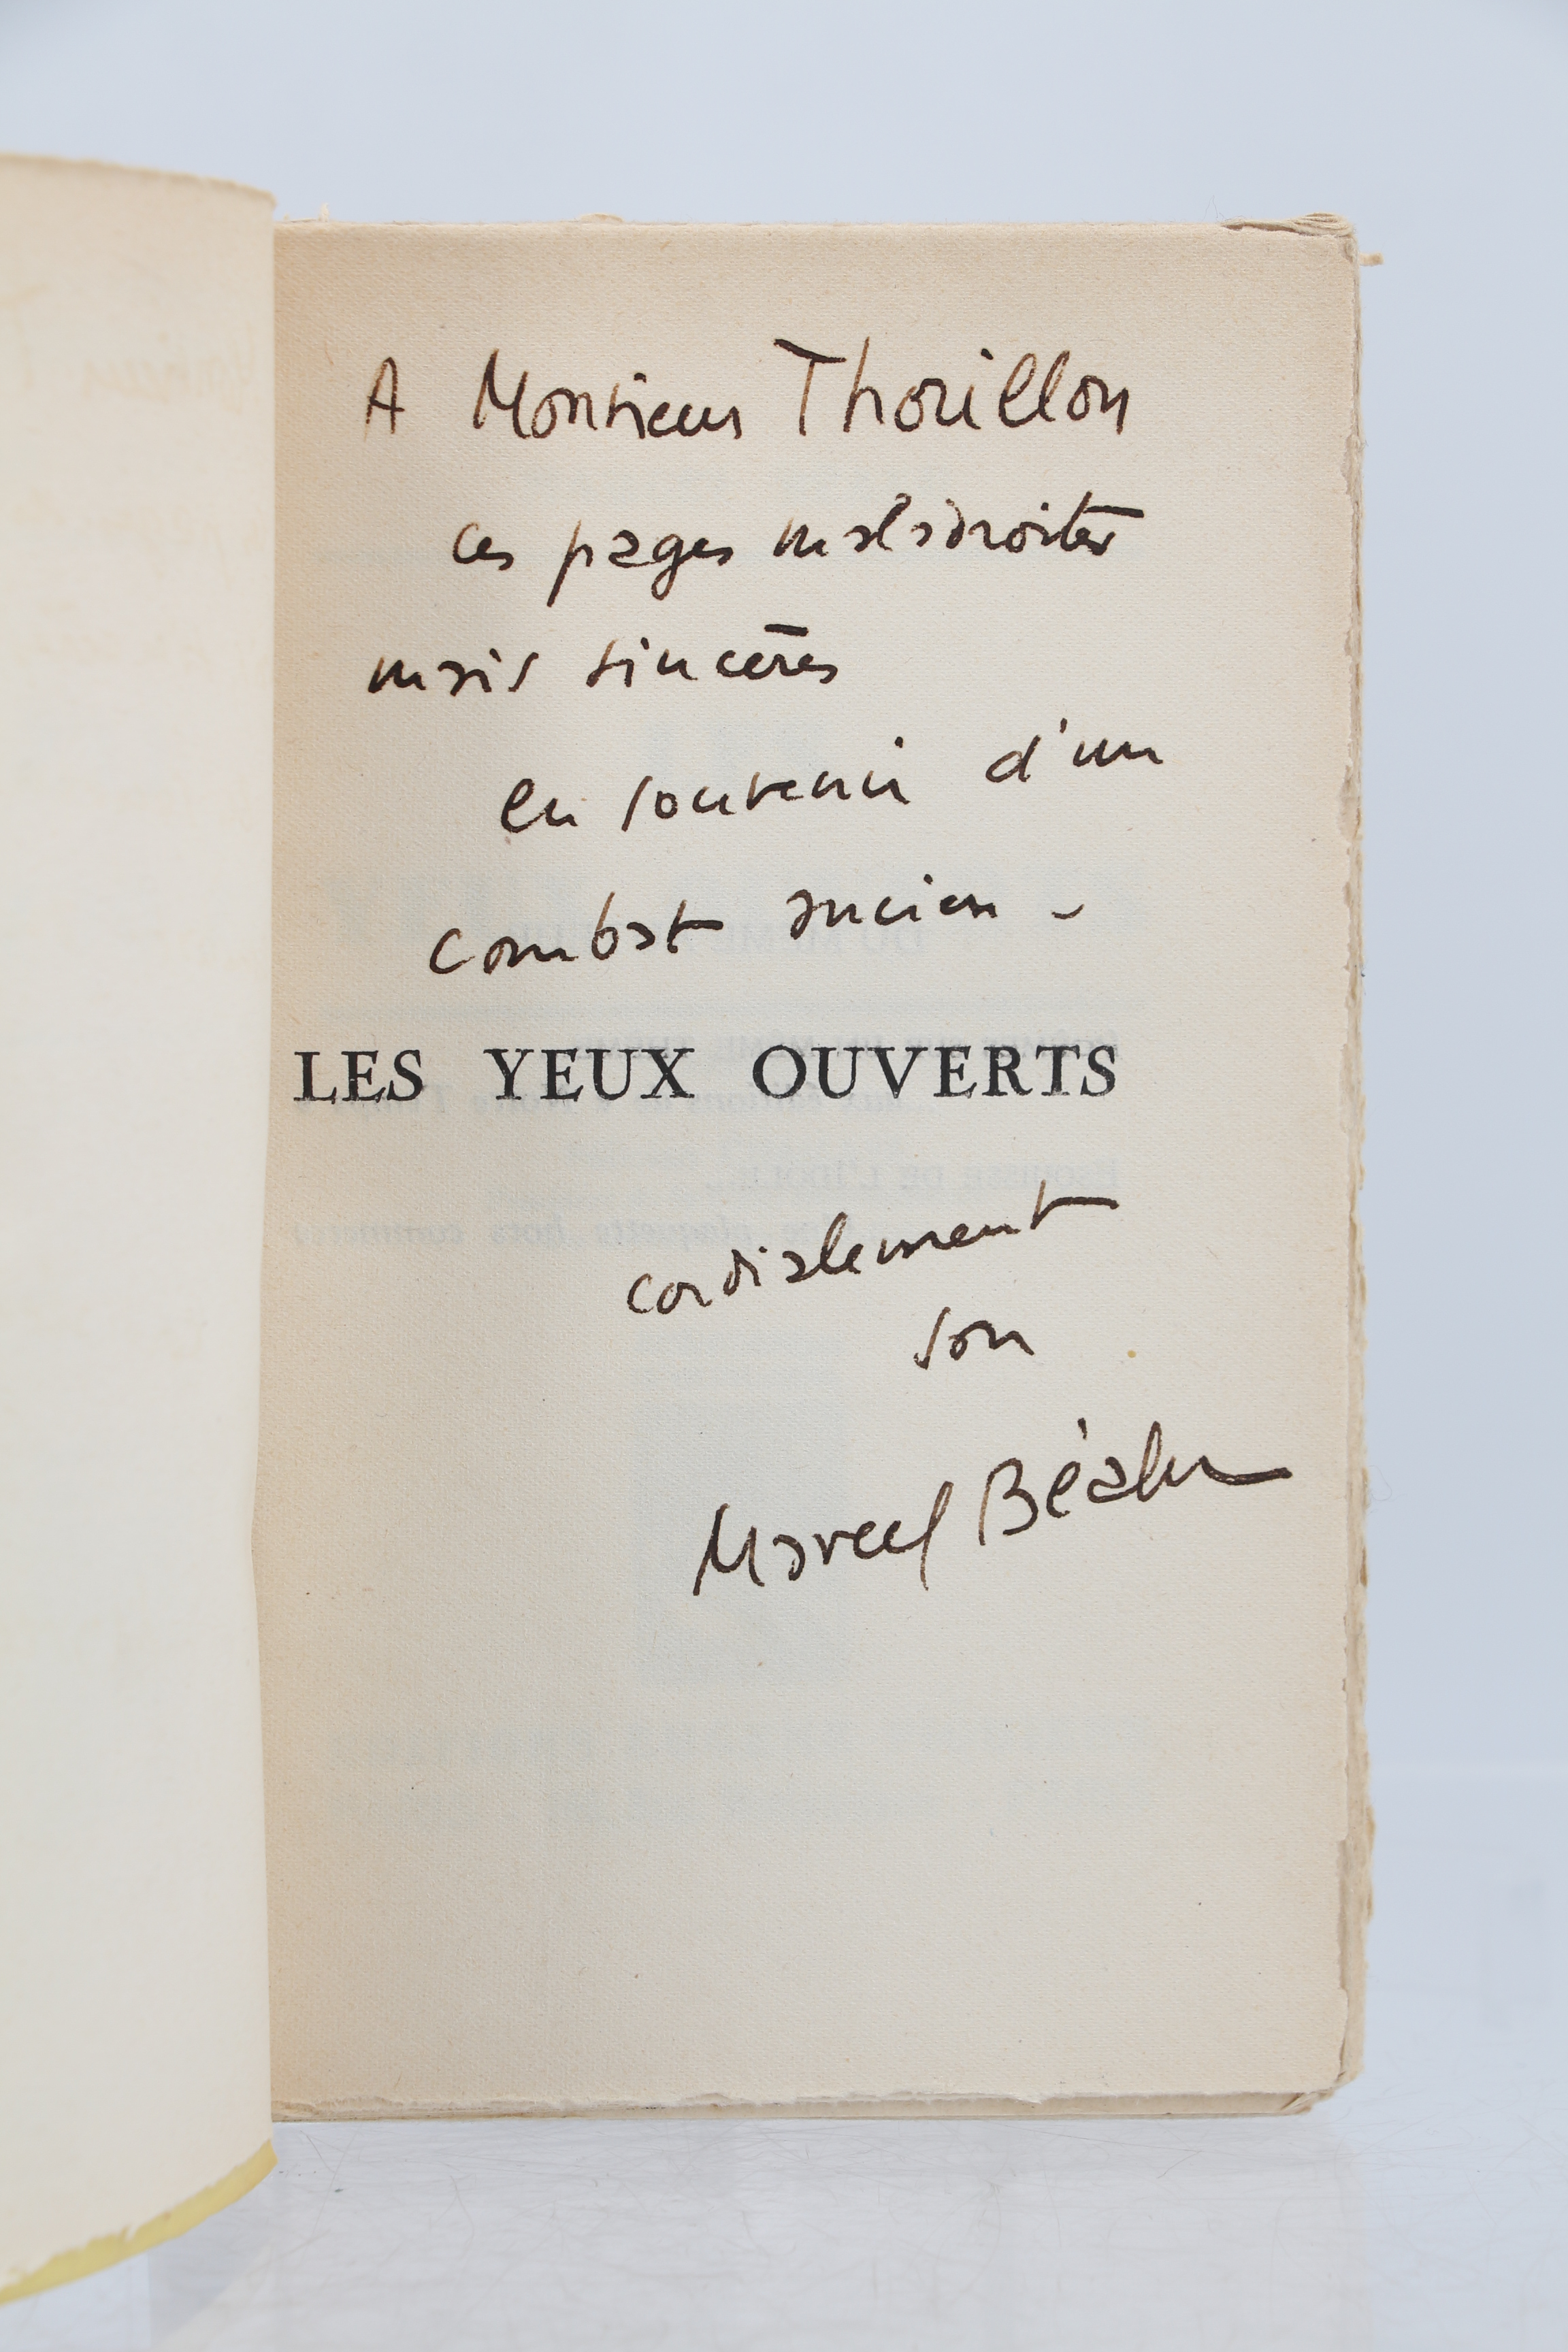 A Monsieur Thorillon
ces pages maladroites
mais sincères
en souvenir d'un
combat ancien -
LES YEUX OUVERTS
cordialement
son
Marcel Béalu